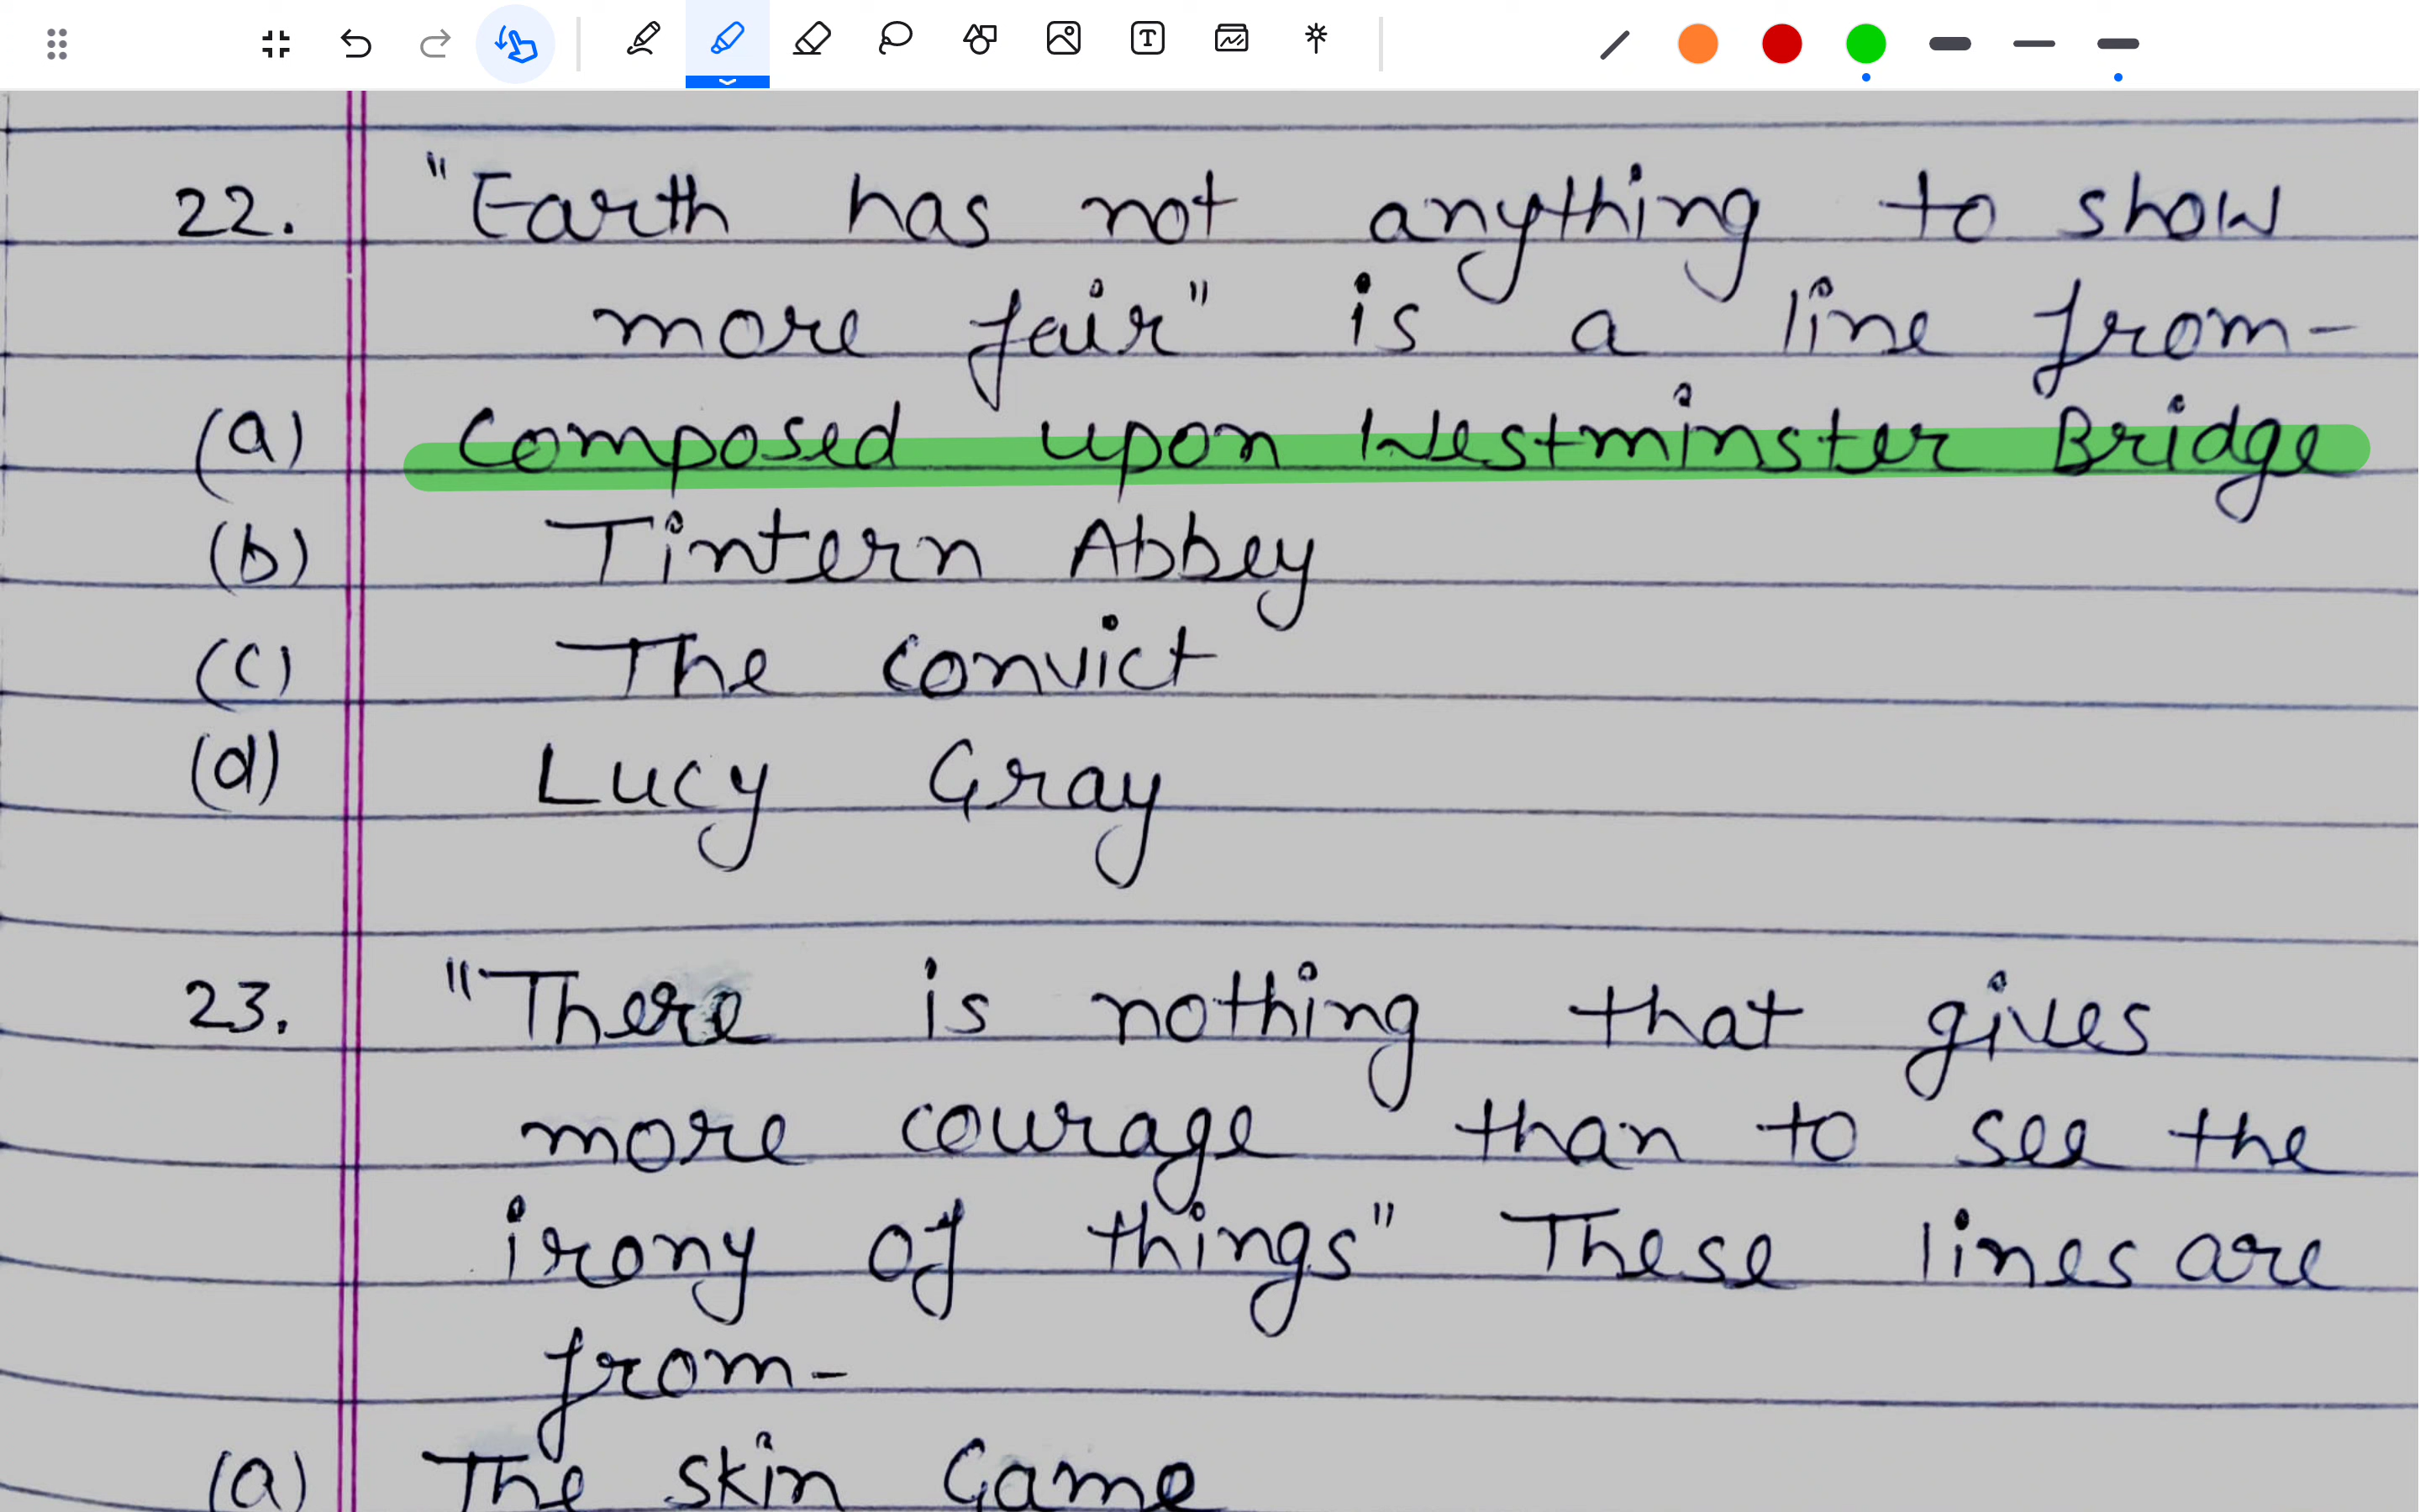 22. "Earth has not anything to show
more fair" is a line from-
(a) Composed upon Westminster Bridge
(b) Tintern Abbey
(c) The convict
(d) Lucy Gray
23. "There is nothing that gives
more courage than to see the
irony of things" These lines are
from-
(a) The skin Game